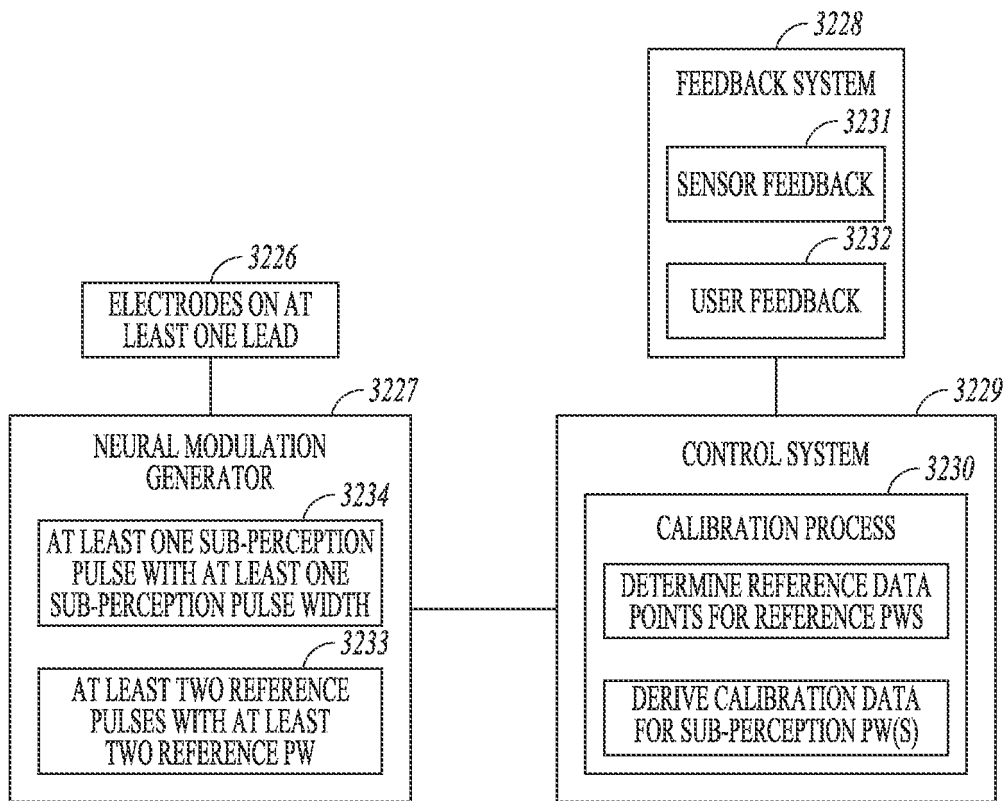 3228
FEEDBACK SYSTEM
3231
SENSOR FEEDBACK
3232
USER FEEDBACK
3226
ELECTRODES ON AT
LEAST ONE LEAD
3227
NEURAL MODULATION
GENERATOR
3234
AT LEAST ONE SUB-PERCEPTION
PULSE WITH AT LEAST ONE
SUB-PERCEPTION PULSE WIDTH
3233
AT LEAST TWO REFERENCE
PULSES WITH AT LEAST
TWO REFERENCE PW
3229
CONTROL SYSTEM
3230
CALIBRATION PROCESS
DETERMINE REFERENCE DATA
POINTS FOR REFERENCE PWS
DERIVE CALIBRATION DATA
FOR SUB-PERCEPTION PW(S)